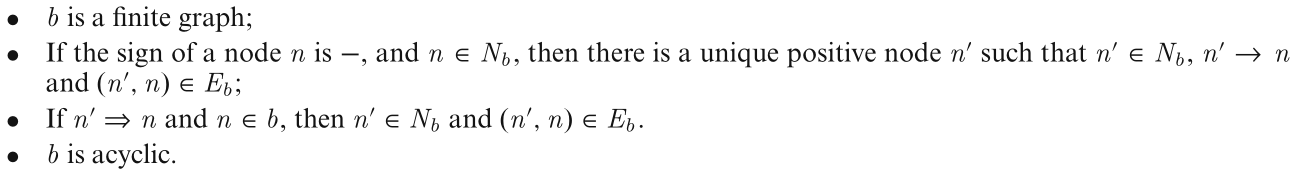 • b is a finite graph;
• If the sign of a node n is −, and n ∈ N_b, then there is a unique positive node n′ such that n′ ∈ N_b, n′ → n
and (n′, n) ∈ E_b;
• If n′ ⇒ n and n ∈ b, then n′ ∈ N_b and (n′, n) ∈ E_b.
• b is acyclic.